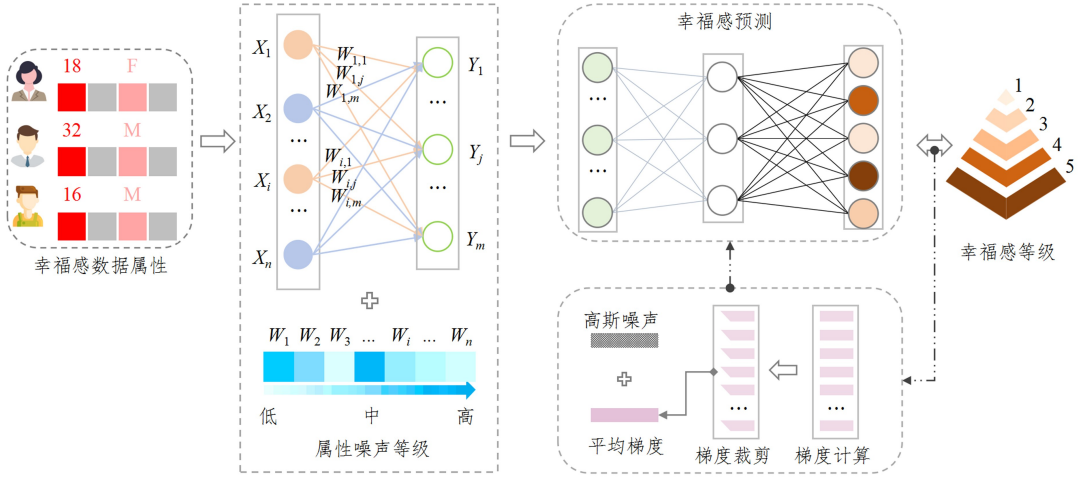 18 F
32 M
16 M
幸福感数据属性
X1
X2
...
Xi
...
Xn
W1,1
W1,j
W1,m
Wi,1
Wi,j
Wi,m
Y1
...
Yj
...
Ym
W1 W2 W3 ... Wi ... Wn
低 中 高
属性噪声等级
幸福感预测
...
...
1
2
3
4
5
幸福感等级
高斯噪声
平均梯度
...
梯度裁剪
...
梯度计算